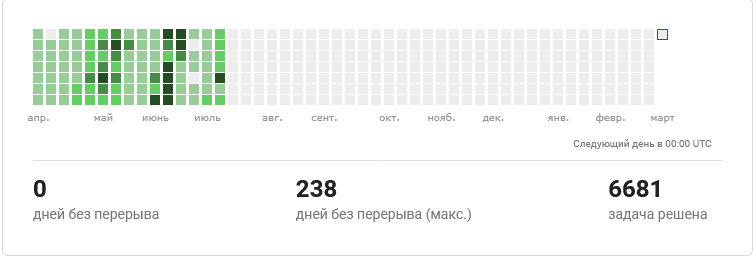 апр. май июнь июль авг. сент. окт. нояб. дек. янв. февр. март
Следующий день в 00:00 UTC
0 238 6681
дней без перерыва дней без перерыва (макс.) задача решена